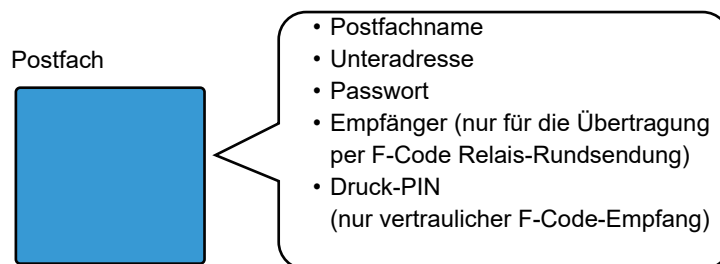 Postfach
• Postfachname
• Unteradresse
• Passwort
• Empfänger (nur für die Übertragung
per F-Code Relais-Rundsendung)
• Druck-PIN
(nur vertraulicher F-Code-Empfang)